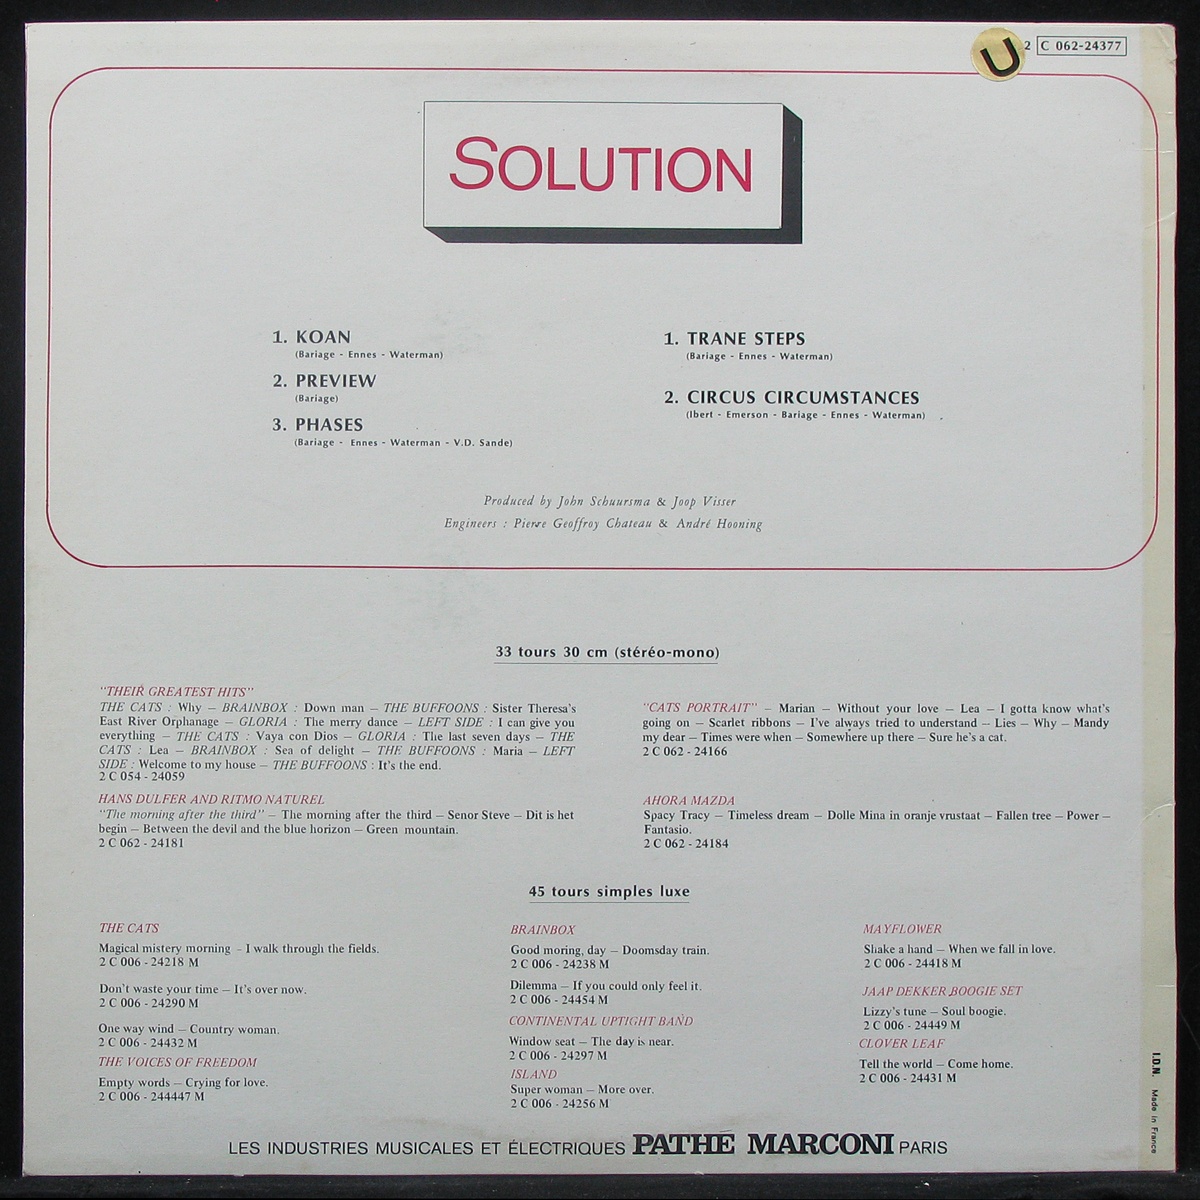 U 2 C 062-24377
SOLUTION
1. KOAN
(Bariage - Ennes - Waterman)
2. PREVIEW
(Bariage)
3. PHASES
(Bariage - Ennes - Waterman - V.D. Sande)
1. TRANE STEPS
(Bariage - Ennes - Waterman)
2. CIRCUS CIRCUMSTANCES
(Ibert - Emerson - Bariage - Ennes - Waterman)
Produced by John Schuursma & Joop Visser
Engineers : Pierre Geoffroy Chateau & André Hooning
33 tours 30 cm (stéréo-mono)
"THEIR GREATEST HITS"
THE CATS : Why – BRAINBOX : Down man – THE BUFFOONS : Sister Theresa's
East River Orphanage – GLORIA : The merry dance – LEFT SIDE : I can give you
everything – THE CATS : Vaya con Dios – GLORIA : The last seven days – THE
CATS : Lea – BRAINBOX : Sea of delight – THE BUFFOONS : Maria – LEFT
SIDE : Welcome to my house – THE BUFFOONS : It's the end.
2 C 054 - 24059
HANS DULFER AND RITMO NATUREL
"The morning after the third" – The morning after the third – Senor Steve – Dit is het
begin – Between the devil and the blue horizon – Green mountain.
2 C 062 - 24181
"CATS PORTRAIT" – Marian – Without your love – Lea – I gotta know what's
going on – Scarlet ribbons – I've always tried to understand – Lies – Why – Mandy
my dear – Times were when – Somewhere up there – Sure he's a cat.
2 C 062 - 24166
AHORA MAZDA
Spacy Tracy – Timeless dream – Dolle Mina in oranje vrustaat – Fallen tree – Power –
Fantasio.
2 C 062 - 24184
45 tours simples luxe
THE CATS
Magical mistery morning – I walk through the fields.
2 C 006 - 24218 M
Don't waste your time – It's over now.
2 C 006 - 24290 M
One way wind – Country woman.
2 C 006 - 24432 M
THE VOICES OF FREEDOM
Empty words – Crying for love.
2 C 006 - 244447 M
BRAINBOX
Good moring, day – Doomsday train.
2 C 006 - 24238 M
Dilemma – If you could only feel it.
2 C 006 - 24454 M
CONTINENTAL UPTIGHT BAND
Window seat – The day is near.
2 C 006 - 24297 M
ISLAND
Super woman – More over.
2 C 006 - 24256 M
MAYFLOWER
Shake a hand – When we fall in love.
2 C 006 - 24418 M
JAAP DEKKER BOOGIE SET
Lizzy's tune – Soul boogie.
2 C 006 - 24449 M
CLOVER LEAF
Tell the world – Come home.
2 C 006 - 24431 M
I.D.N. Made in France
LES INDUSTRIES MUSICALES ET ÉLECTRIQUES PATHE MARCONI PARIS